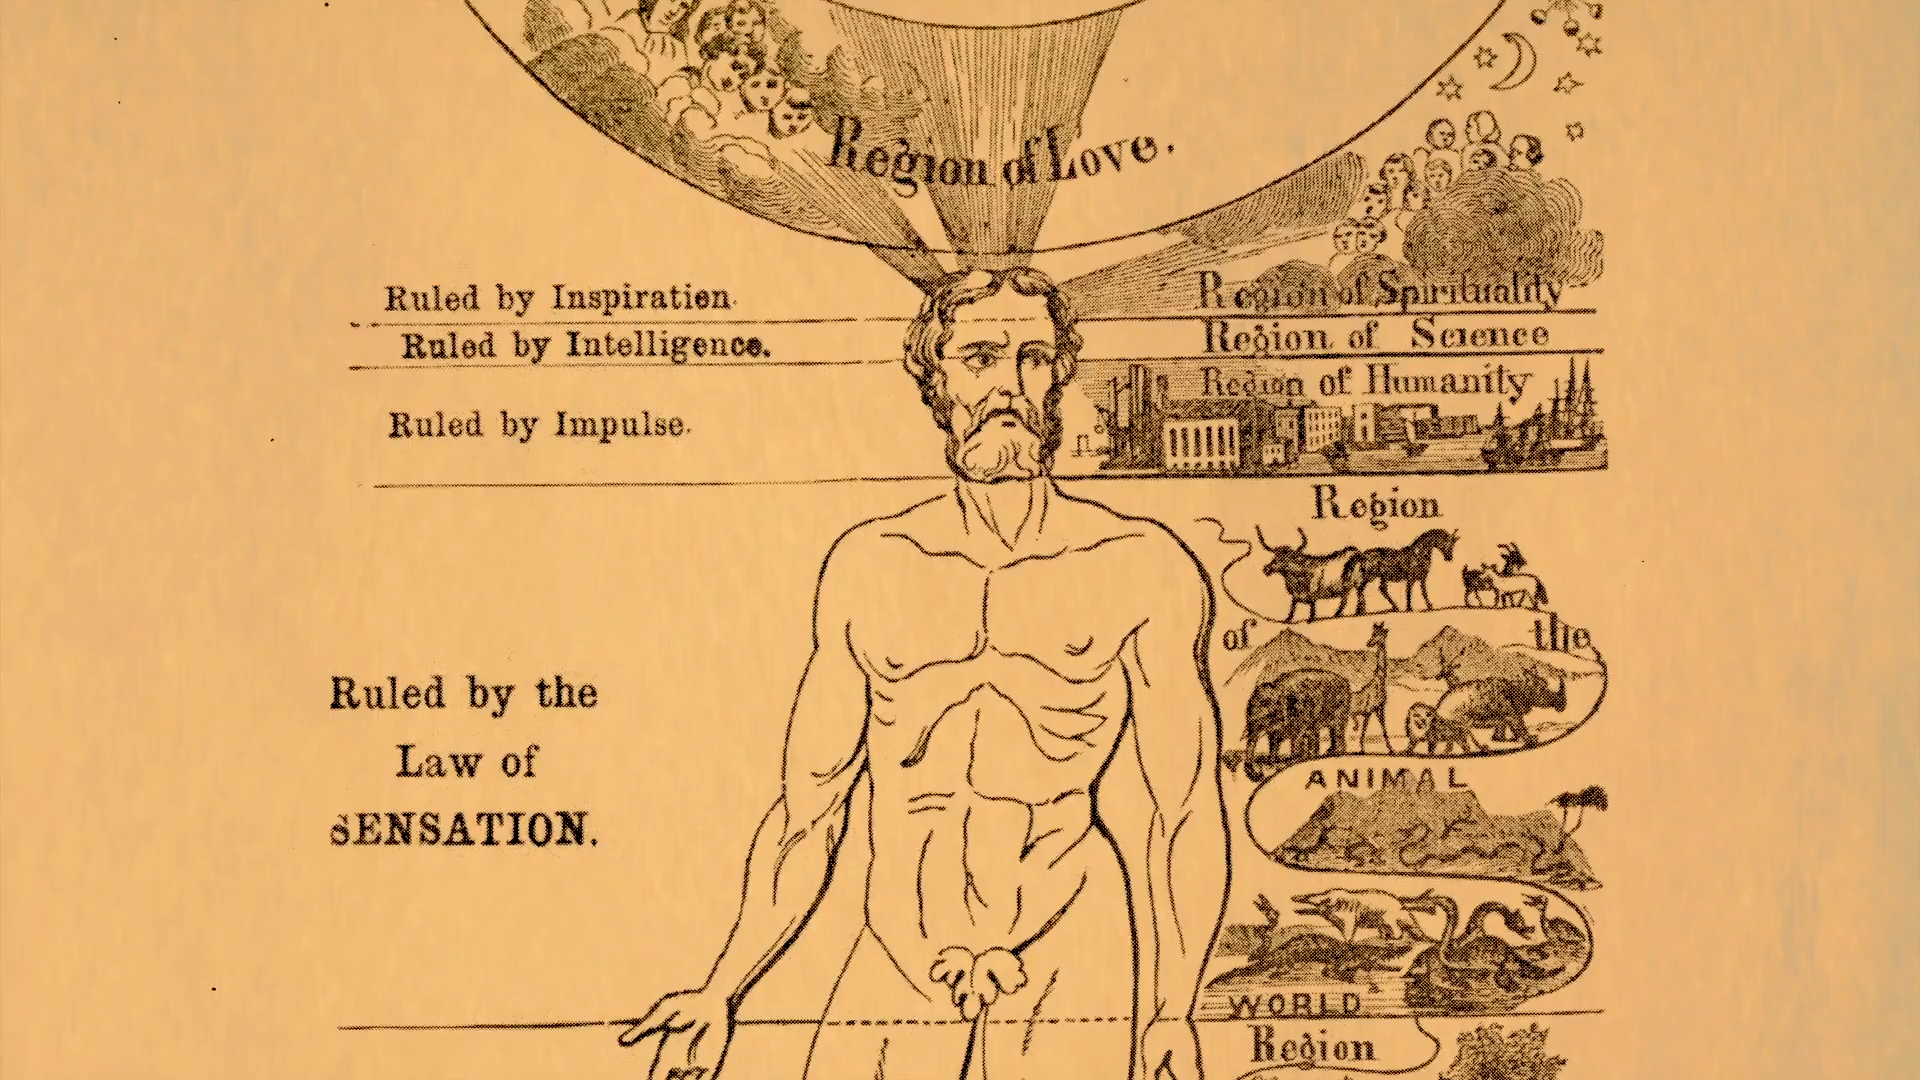 Region of Love.
Ruled by Inspiration.
Region of Spirituality
Ruled by Intelligence.
Region of Science
Region of Humanity
Ruled by Impulse.
Region
of the
Ruled by the
Law of
SENSATION.
ANIMAL
WORLD
Region